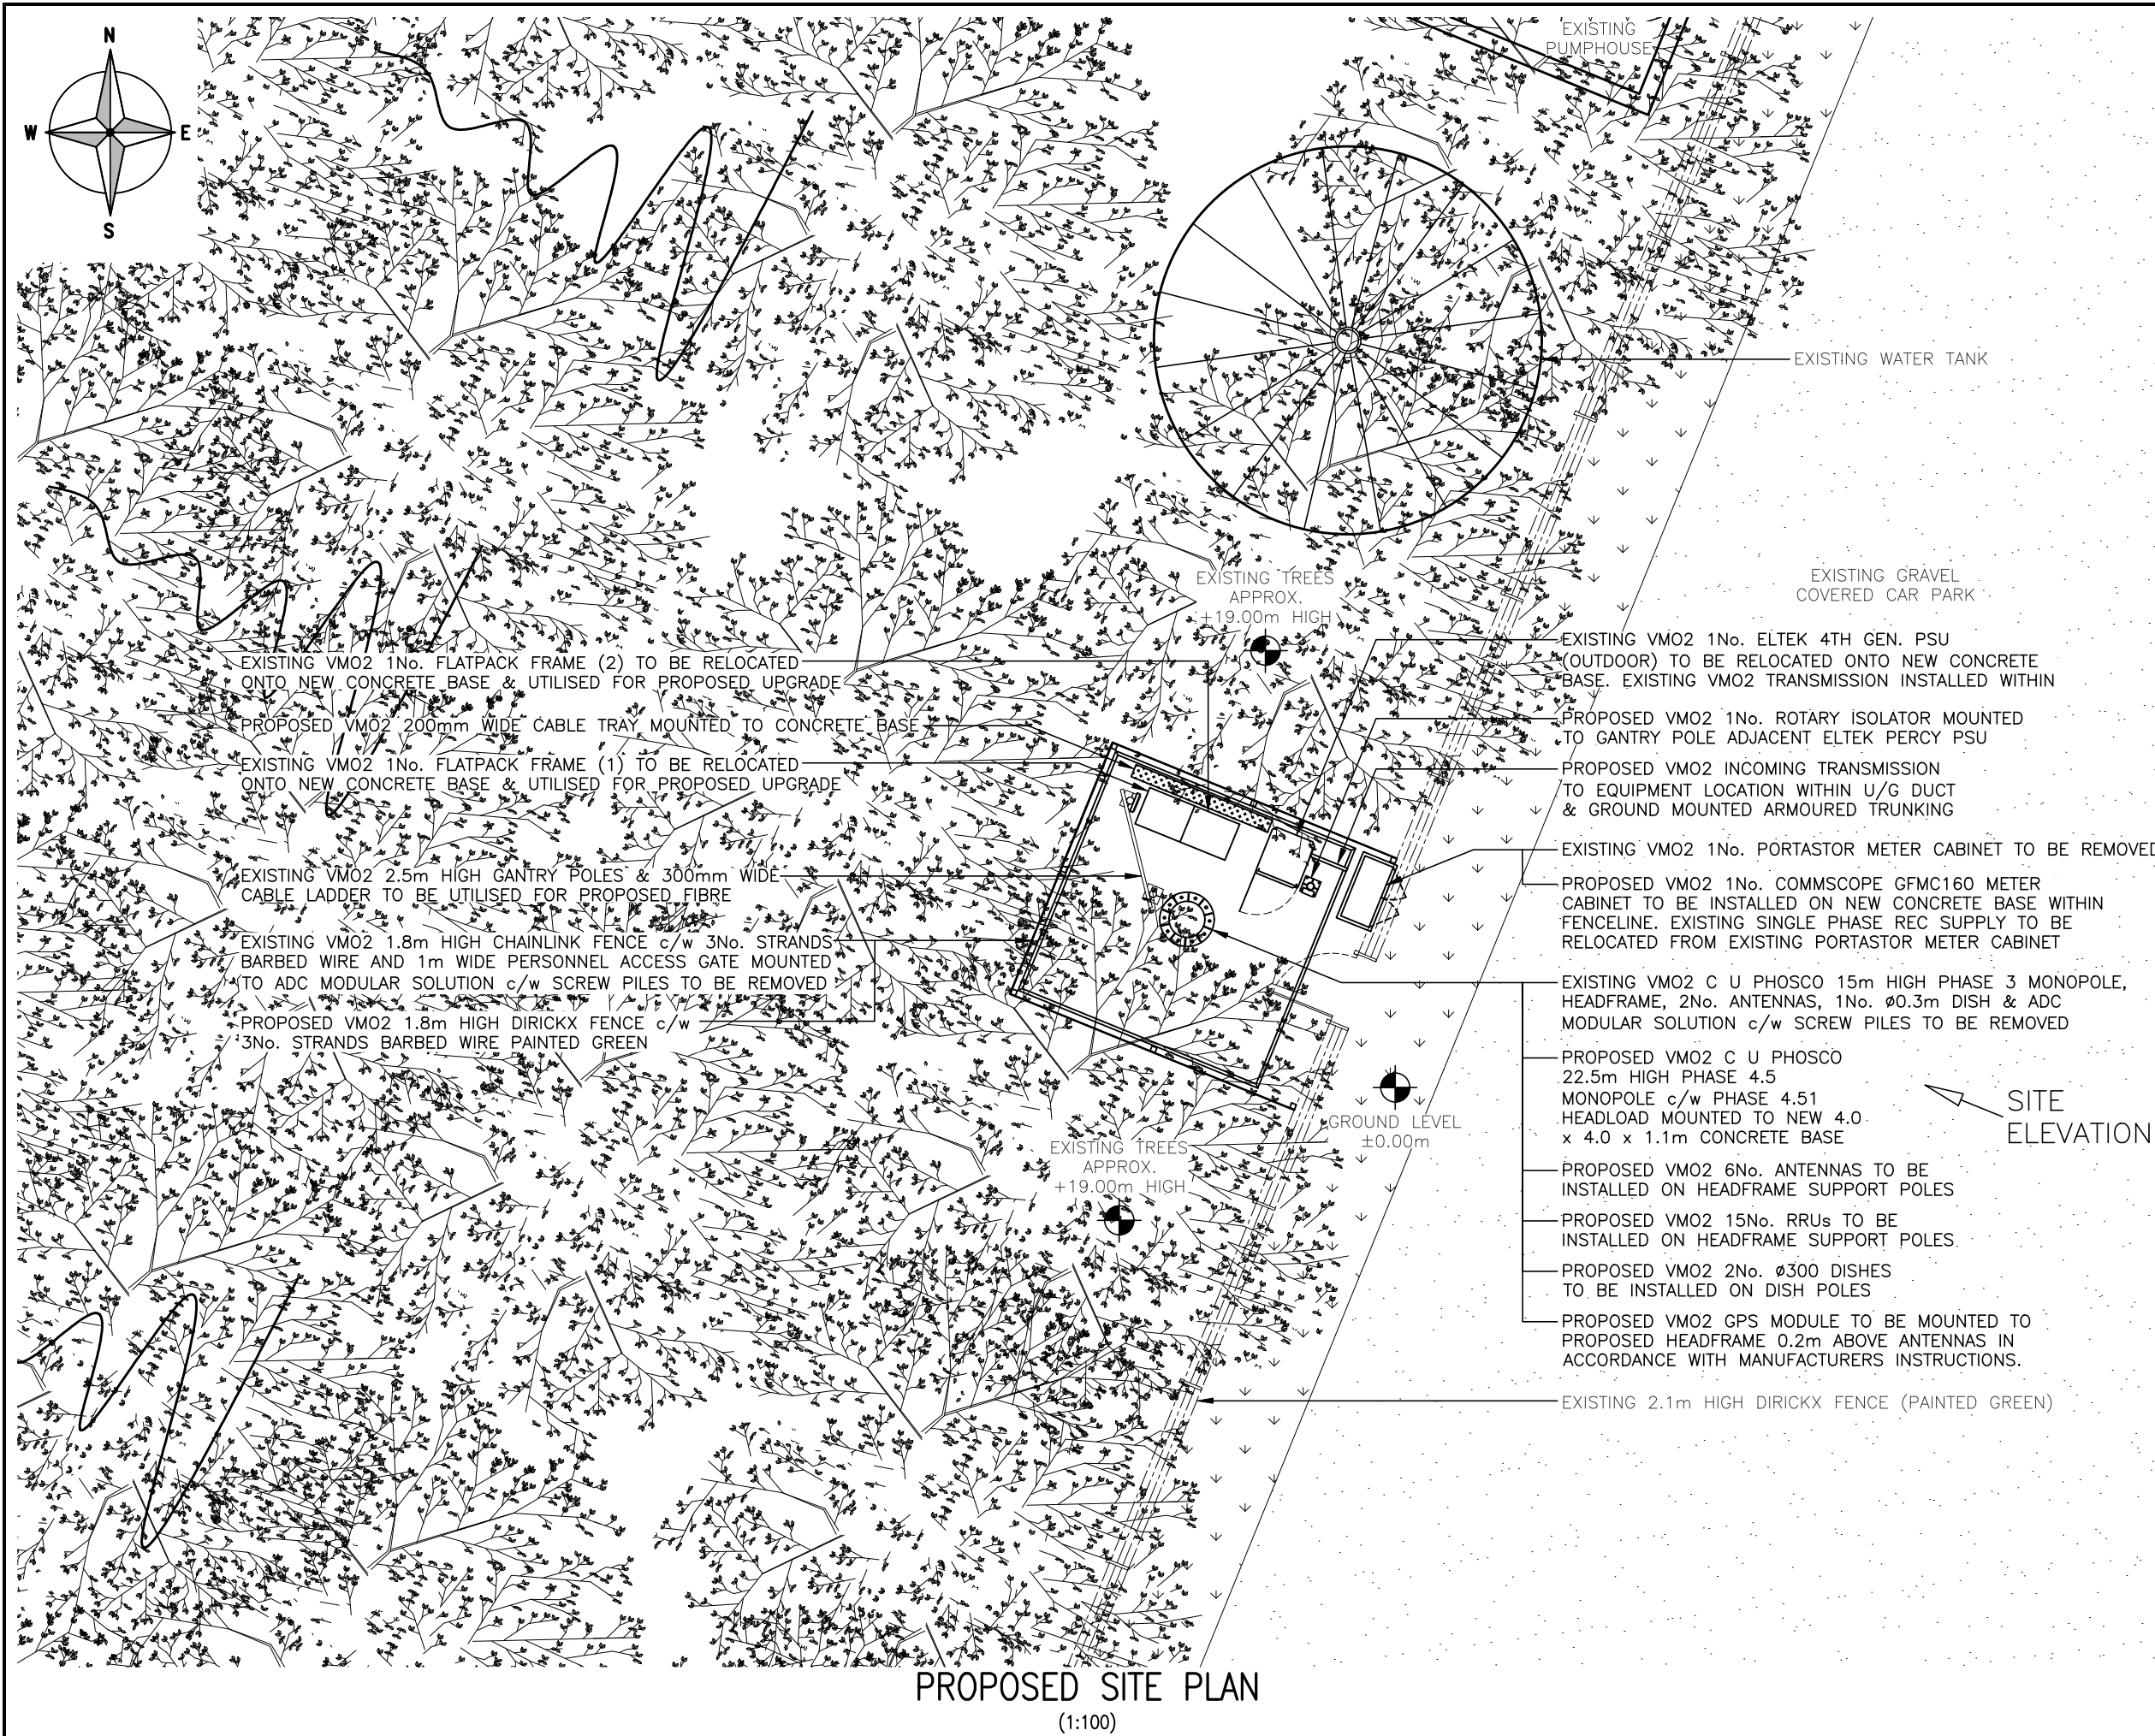 N
W
E
S
EXISTING
PUMPHOUSE
EXISTING WATER TANK
EXISTING GRAVEL
COVERED CAR PARK
EXISTING TREES
APPROX.
+19.00m HIGH
EXISTING VMO2 1No. FLATPACK FRAME (2) TO BE RELOCATED
ONTO NEW CONCRETE BASE & UTILISED FOR PROPOSED UPGRADE
PROPOSED VMO2 200mm WIDE CABLE TRAY MOUNTED TO CONCRETE BASE
EXISTING VMO2 1No. FLATPACK FRAME (1) TO BE RELOCATED
ONTO NEW CONCRETE BASE & UTILISED FOR PROPOSED UPGRADE
EXISTING VMO2 2.5m HIGH GANTRY POLES & 300mm WIDE
CABLE LADDER TO BE UTILISED FOR PROPOSED FIBRE
EXISTING VMO2 1.8m HIGH CHAINLINK FENCE c/w 3No. STRANDS
BARBED WIRE AND 1m WIDE PERSONNEL ACCESS GATE MOUNTED
TO ADC MODULAR SOLUTION c/w SCREW PILES TO BE REMOVED
PROPOSED VMO2 1.8m HIGH DIRICKX FENCE c/w
3No. STRANDS BARBED WIRE PAINTED GREEN
EXISTING VMO2 1No. ELTEK 4TH GEN. PSU
(OUTDOOR) TO BE RELOCATED ONTO NEW CONCRETE
BASE. EXISTING VMO2 TRANSMISSION INSTALLED WITHIN
PROPOSED VMO2 1No. ROTARY ISOLATOR MOUNTED
TO GANTRY POLE ADJACENT ELTEK PERCY PSU
PROPOSED VMO2 INCOMING TRANSMISSION
TO EQUIPMENT LOCATION WITHIN U/G DUCT
& GROUND MOUNTED ARMOURED TRUNKING
EXISTING VMO2 1No. PORTASTOR METER CABINET TO BE REMOVED
PROPOSED VMO2 1No. COMMSCOPE GFMC160 METER
CABINET TO BE INSTALLED ON NEW CONCRETE BASE WITHIN
FENCELINE. EXISTING SINGLE PHASE REC SUPPLY TO BE
RELOCATED FROM EXISTING PORTASTOR METER CABINET
EXISTING VMO2 C U PHOSCO 15m HIGH PHASE 3 MONOPOLE,
HEADFRAME, 2No. ANTENNAS, 1No. ø0.3m DISH & ADC
MODULAR SOLUTION c/w SCREW PILES TO BE REMOVED
PROPOSED VMO2 C U PHOSCO
22.5m HIGH PHASE 4.5
MONOPOLE c/w PHASE 4.51
HEADLOAD MOUNTED TO NEW 4.0
x 4.0 x 1.1m CONCRETE BASE
PROPOSED VMO2 6No. ANTENNAS TO BE
INSTALLED ON HEADFRAME SUPPORT POLES
PROPOSED VMO2 15No. RRUs TO BE
INSTALLED ON HEADFRAME SUPPORT POLES
PROPOSED VMO2 2No. ø300 DISHES
TO BE INSTALLED ON DISH POLES
PROPOSED VMO2 GPS MODULE TO BE MOUNTED TO
PROPOSED HEADFRAME 0.2m ABOVE ANTENNAS IN
ACCORDANCE WITH MANUFACTURERS INSTRUCTIONS.
EXISTING 2.1m HIGH DIRICKX FENCE (PAINTED GREEN)
SITE
ELEVATION
GROUND LEVEL
±0.00m
EXISTING TREES
APPROX.
+19.00m HIGH
PROPOSED SITE PLAN
(1:100)